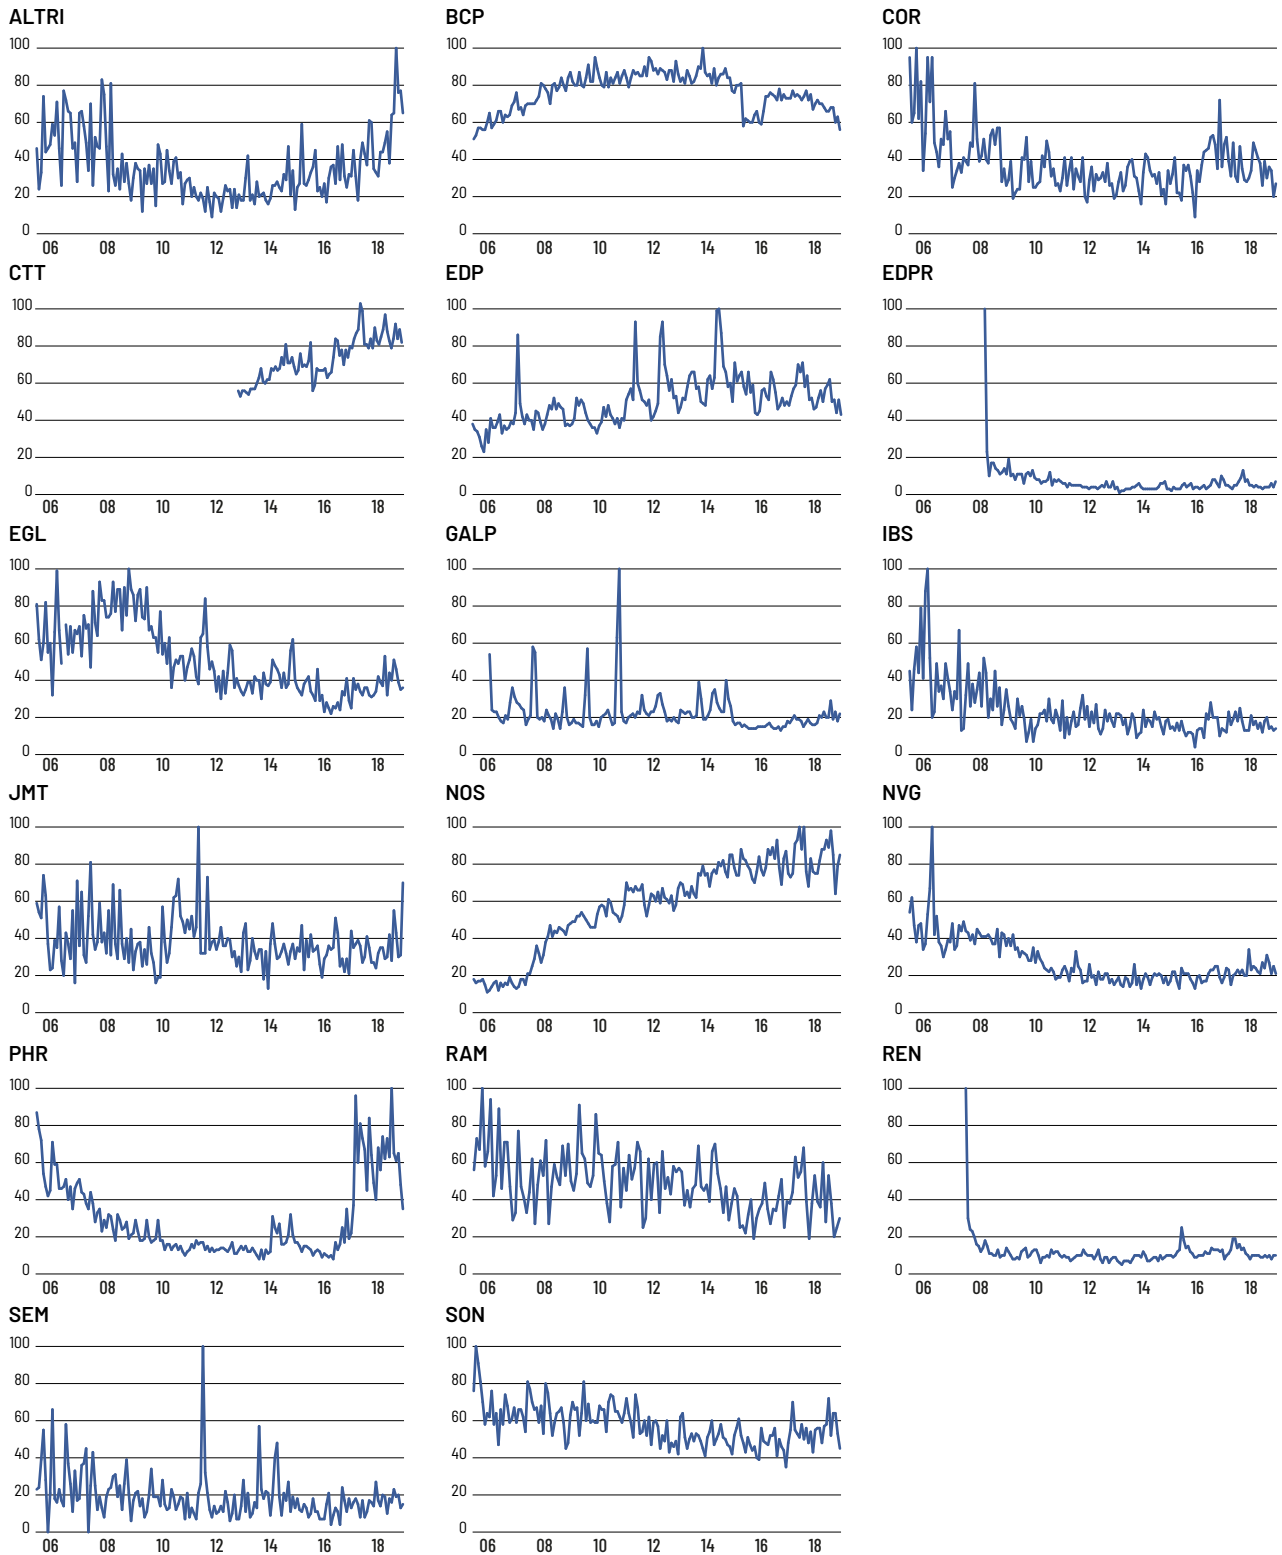 ALTRI BCP COR
100 100 100
80 80 80
60 60 60
40 40 40
20 20 20
0 0 0
06 08 10 12 14 16 18 06 08 10 12 14 16 18 06 08 10 12 14 16 18
CTT EDP EDPR
100 100 100
80 80 80
60 60 60
40 40 40
20 20 20
0 0 0
06 08 10 12 14 16 18 06 08 10 12 14 16 18 06 08 10 12 14 16 18
EGL GALP IBS
100 100 100
80 80 80
60 60 60
40 40 40
20 20 20
0 0 0
06 08 10 12 14 16 18 06 08 10 12 14 16 18 06 08 10 12 14 16 18
JMT NOS NVG
100 100 100
80 80 80
60 60 60
40 40 40
20 20 20
0 0 0
06 08 10 12 14 16 18 06 08 10 12 14 16 18 06 08 10 12 14 16 18
PHR RAM REN
100 100 100
80 80 80
60 60 60
40 40 40
20 20 20
0 0 0
06 08 10 12 14 16 18 06 08 10 12 14 16 18 06 08 10 12 14 16 18
SEM SON
100 100
80 80
60 60
40 40
20 20
0 0
06 08 10 12 14 16 18 06 08 10 12 14 16 18